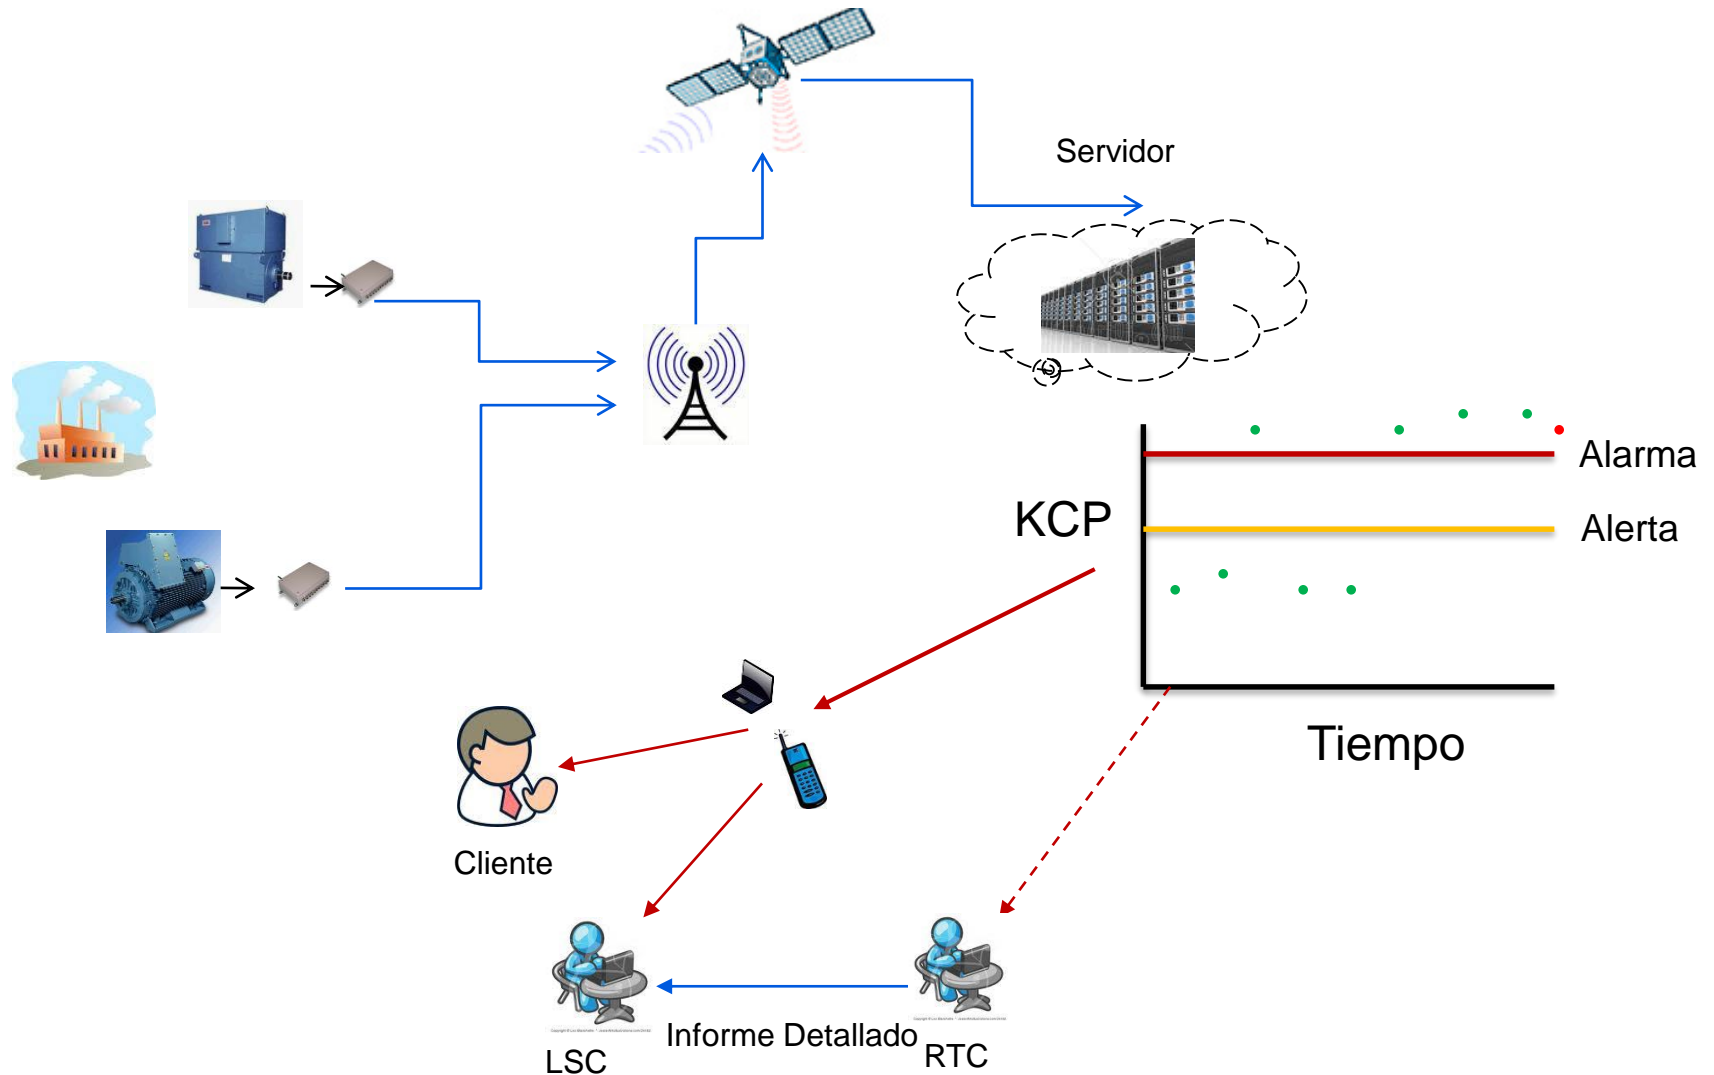 Servidor
Alarma
KCP
Alerta
Tiempo
Cliente
Informe Detallado
LSC
RTC